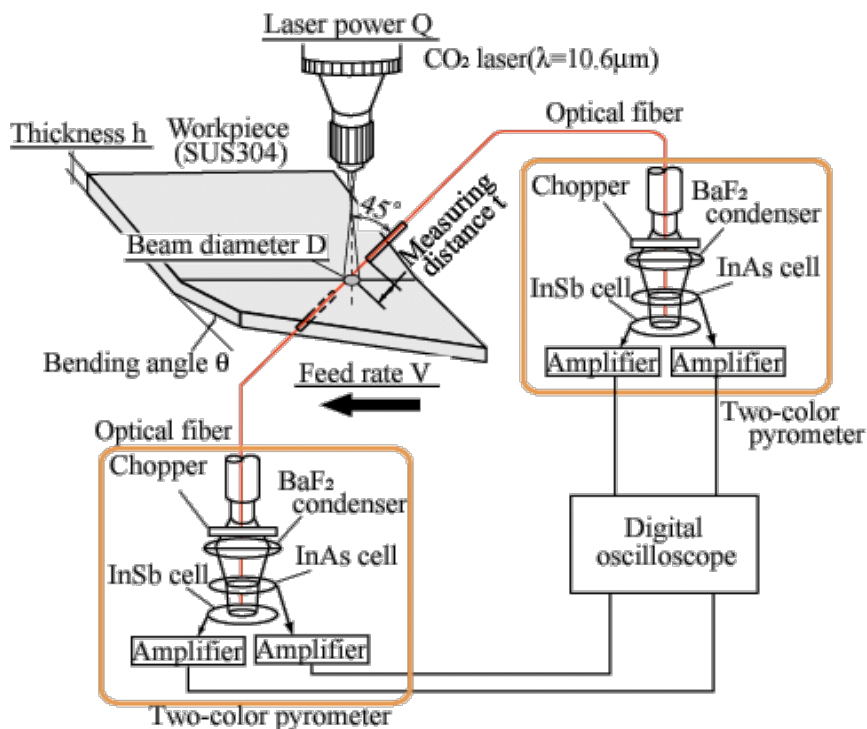 Laser power Q
CO₂ laser(λ=10.6μm)
Optical fiber
Thickness h
Workpiece
(SUS304)
45°
Measuring
distance t
Beam diameter D
Chopper
BaF₂
condenser
InAs cell
InSb cell
Amplifier
Amplifier
Bending angle θ
Feed rate V
Two-color
pyrometer
Optical fiber
Chopper
BaF₂
condenser
InAs cell
InSb cell
Amplifier
Amplifier
Digital
oscilloscope
Two-color pyrometer